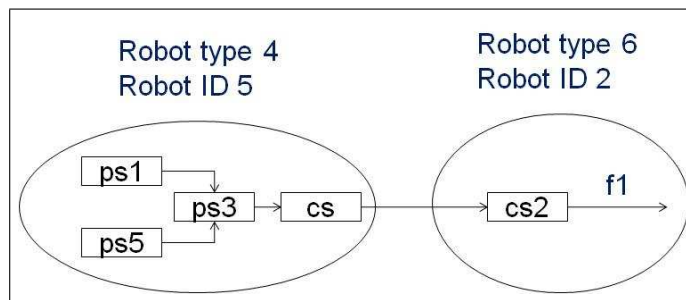 Robot type 4
Robot ID 5
Robot type 6
Robot ID 2
ps1
ps3
cs
ps5
cs2
f1